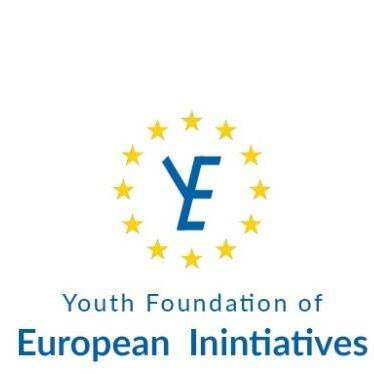 YE
Youth Foundation of
European Inintiatives